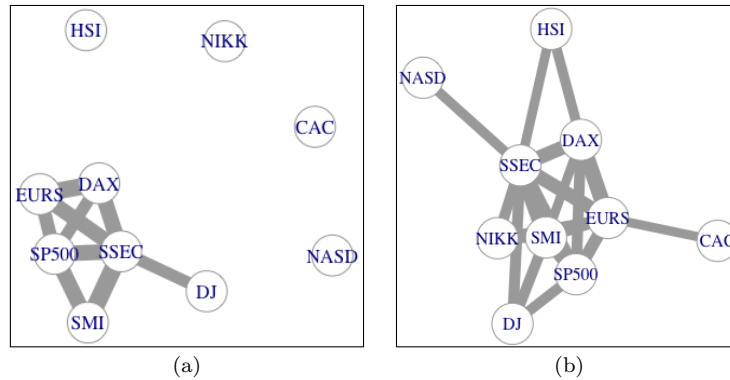 HSI
NIKK
CAC
EURS
DAX
SP500
SSEC
NASD
DJ
SMI
(a)
HSI
NASD
DAX
SSEC
EURS
NIKK
SMI
CAC
SP500
DJ
(b)